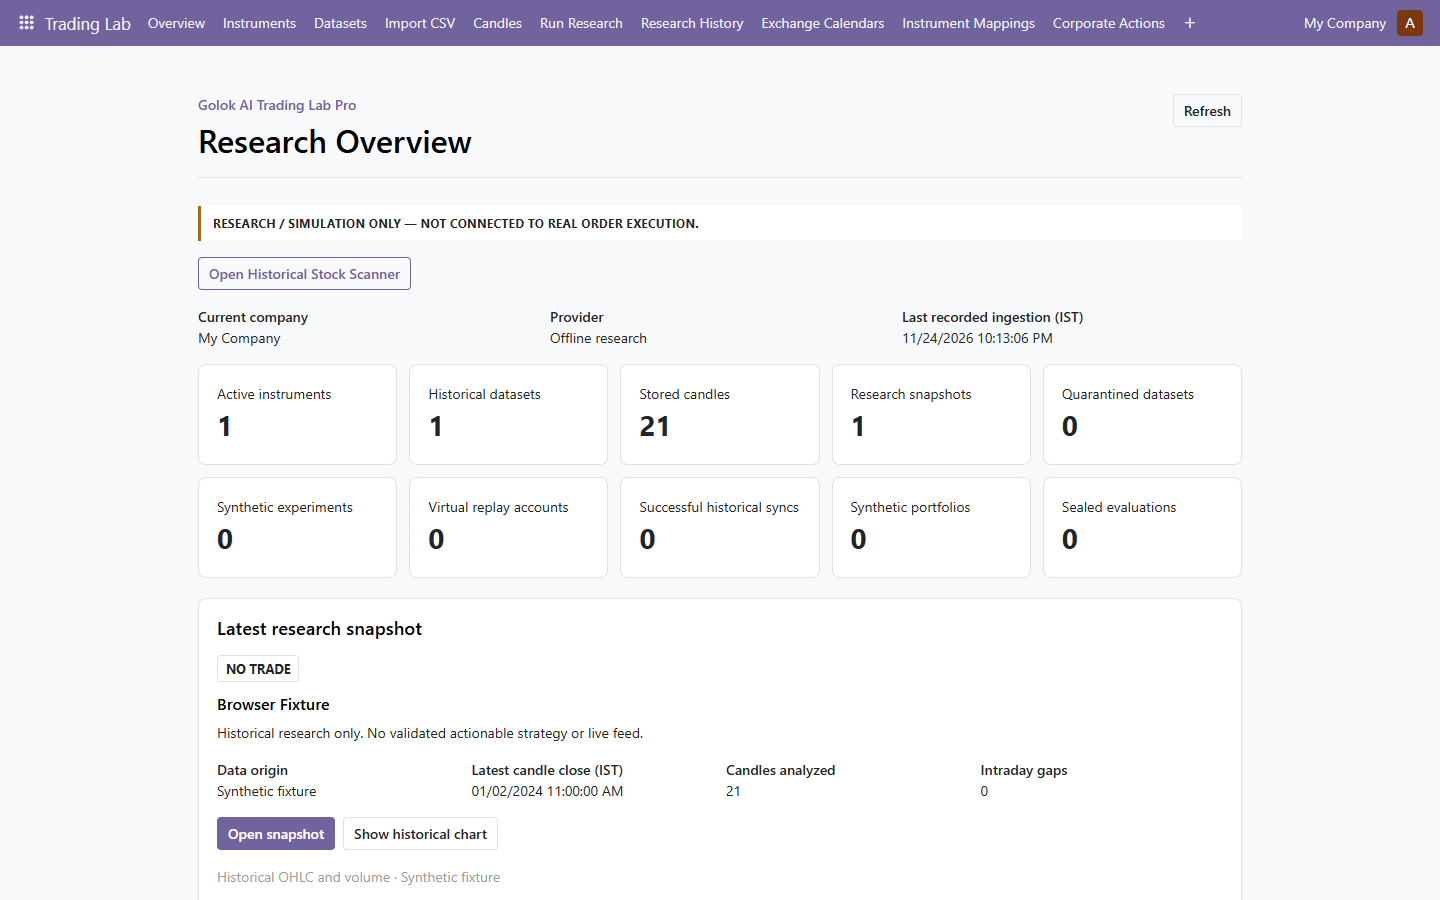 Trading Lab Overview Instruments Datasets Import CSV Candles Run Research Research History Exchange Calendars Instrument Mappings Corporate Actions + My Company A
Golok AI Trading Lab Pro
Refresh
Research Overview
RESEARCH / SIMULATION ONLY — NOT CONNECTED TO REAL ORDER EXECUTION.
Open Historical Stock Scanner
Current company Provider Last recorded ingestion (IST)
My Company Offline research 11/24/2026 10:13:06 PM
Active instruments Historical datasets Stored candles Research snapshots Quarantined datasets
1 1 21 1 0
Synthetic experiments Virtual replay accounts Successful historical syncs Synthetic portfolios Sealed evaluations
0 0 0 0 0
Latest research snapshot
NO TRADE
Browser Fixture
Historical research only. No validated actionable strategy or live feed.
Data origin Latest candle close (IST) Candles analyzed Intraday gaps
Synthetic fixture 01/02/2024 11:00:00 AM 21 0
Open snapshot Show historical chart
Historical OHLC and volume · Synthetic fixture